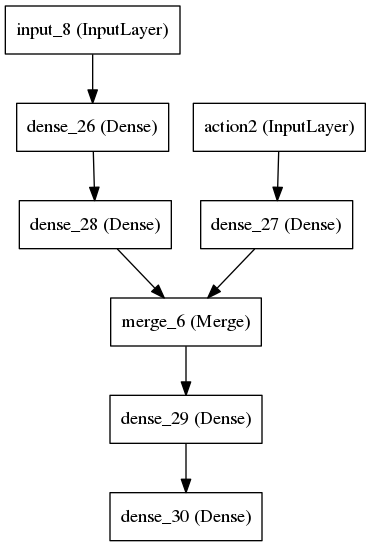 input_8 (InputLayer)
dense_26 (Dense)
action2 (InputLayer)
dense_28 (Dense)
dense_27 (Dense)
merge_6 (Merge)
dense_29 (Dense)
dense_30 (Dense)